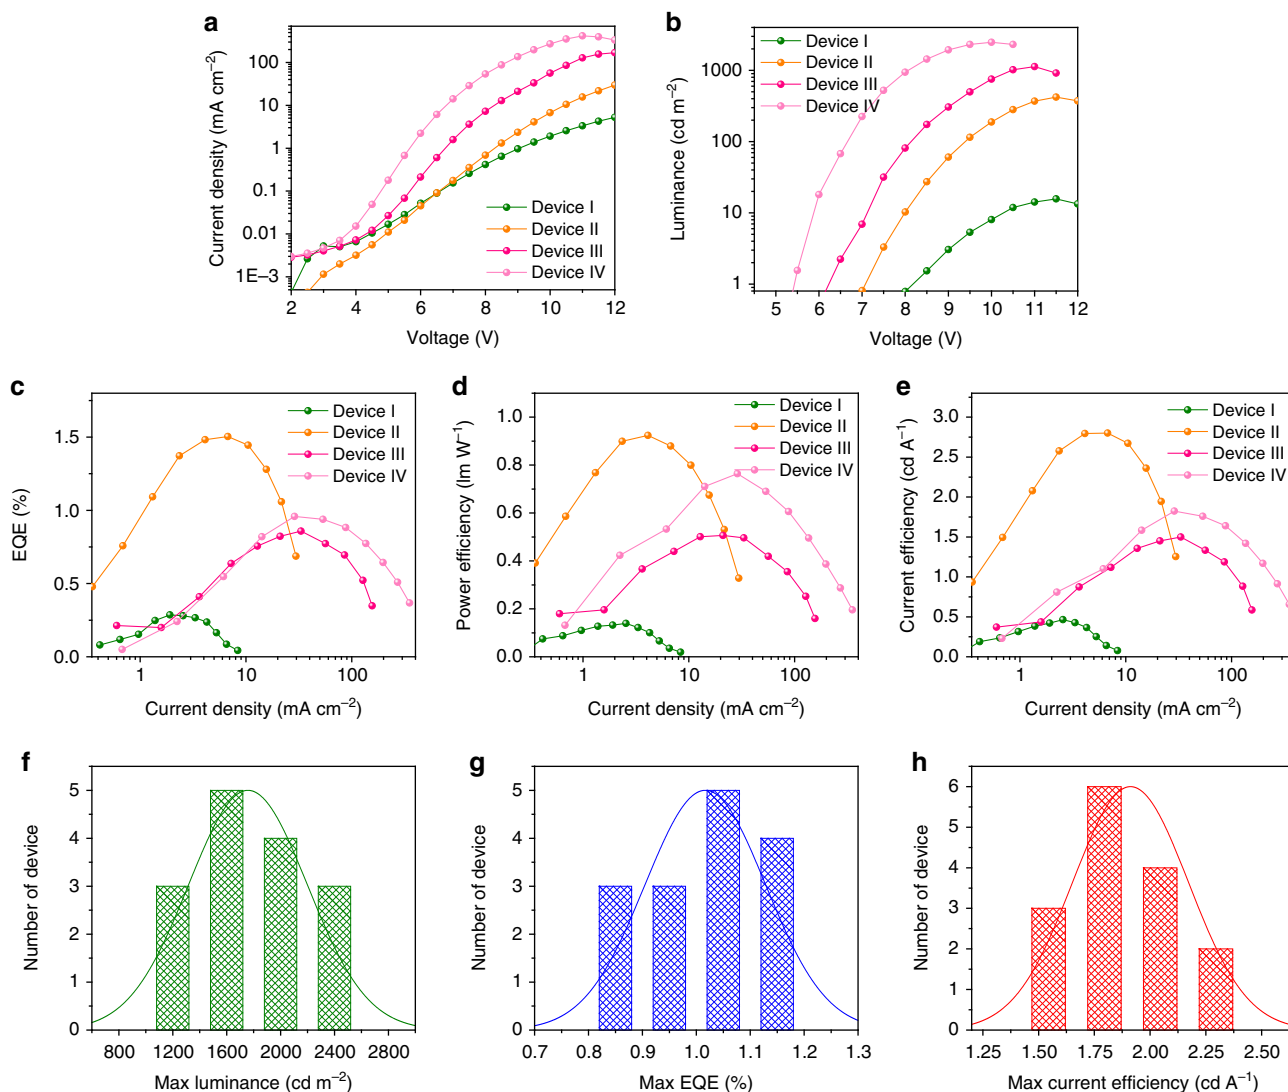 a
Current density (mA cm−2)
100
10
1
0.1
0.01
1E−3
2 4 6 8 10 12
Voltage (V)
Device I
Device II
Device III
Device IV
b
Luminance (cd m−2)
1000
100
10
1
5 6 7 8 9 10 11 12
Voltage (V)
Device I
Device II
Device III
Device IV
c
EQE (%)
1.5
1.0
0.5
0.0
1 10 100
Current density (mA cm−2)
Device I
Device II
Device III
Device IV
d
Power efficiency (lm W−1)
1.0
0.8
0.6
0.4
0.2
0.0
1 10 100
Current density (mA cm−2)
Device I
Device II
Device III
Device IV
e
Current efficiency (cd A−1)
3.0
2.5
2.0
1.5
1.0
0.5
0.0
1 10 100
Current density (mA cm−2)
Device I
Device II
Device III
Device IV
f
Number of device
5
4
3
2
1
0
800 1200 1600 2000 2400 2800
Max luminance (cd m−2)
g
Number of device
5
4
3
2
1
0
0.7 0.8 0.9 1.0 1.1 1.2 1.3
Max EQE (%)
h
Number of device
6
5
4
3
2
1
0
1.25 1.50 1.75 2.00 2.25 2.50
Max current efficiency (cd A−1)